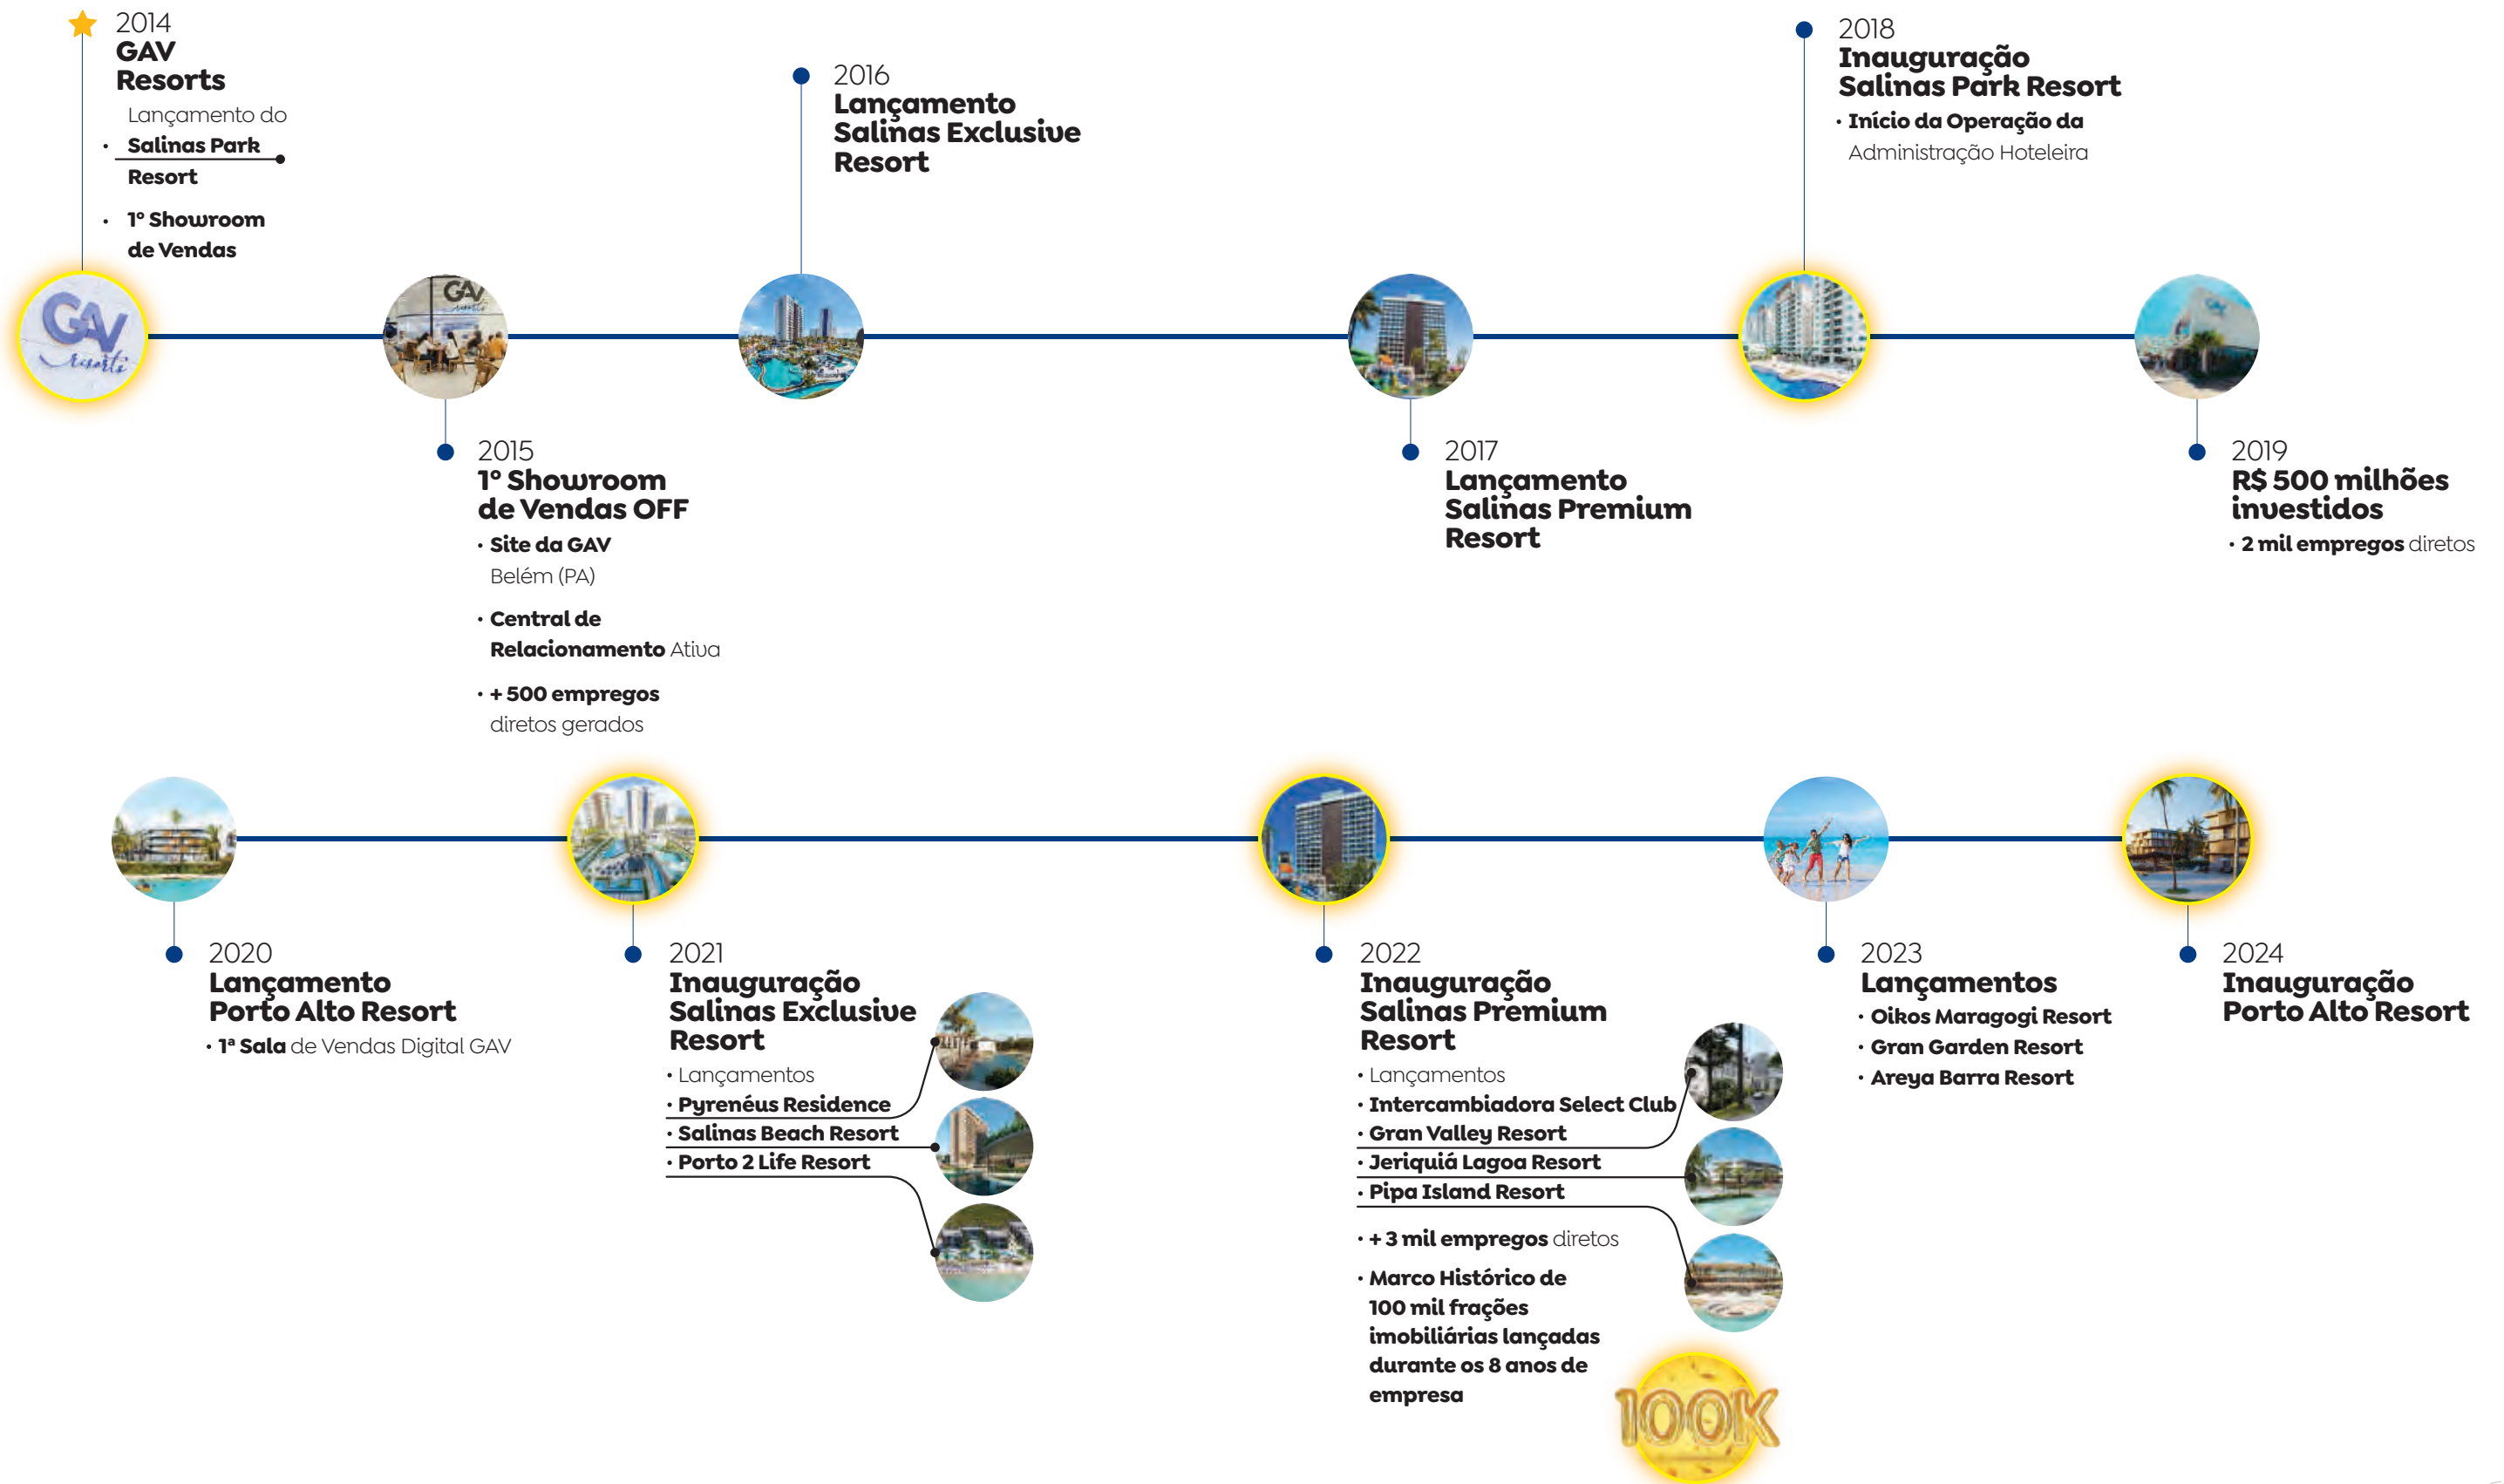 2014
GAV
Resorts
Lançamento do
• Salinas Park
Resort
• 1º Showroom
de Vendas
GAV
resorts
GAV
resorts
2015
1º Showroom
de Vendas OFF
• Site da GAV
Belém (PA)
• Central de
Relacionamento Ativa
• + 500 empregos
diretos gerados
2016
Lançamento
Salinas Exclusive
Resort
2017
Lançamento
Salinas Premium
Resort
2018
Inauguração
Salinas Park Resort
• Início da Operação da
Administração Hoteleira
2019
R$ 500 milhões
investidos
• 2 mil empregos diretos
2020
Lançamento
Porto Alto Resort
• 1ª Sala de Vendas Digital GAV
2021
Inauguração
Salinas Exclusive
Resort
• Lançamentos
• Pyrenéus Residence
• Salinas Beach Resort
• Porto 2 Life Resort
2022
Inauguração
Salinas Premium
Resort
• Lançamentos
• Intercambiadora Select Club
• Gran Valley Resort
• Jeriquiá Lagoa Resort
• Pipa Island Resort
• + 3 mil empregos diretos
• Marco Histórico de
100 mil frações
imobiliárias lançadas
durante os 8 anos de
empresa
100K
2023
Lançamentos
• Oikos Maragogi Resort
• Gran Garden Resort
• Areya Barra Resort
2024
Inauguração
Porto Alto Resort